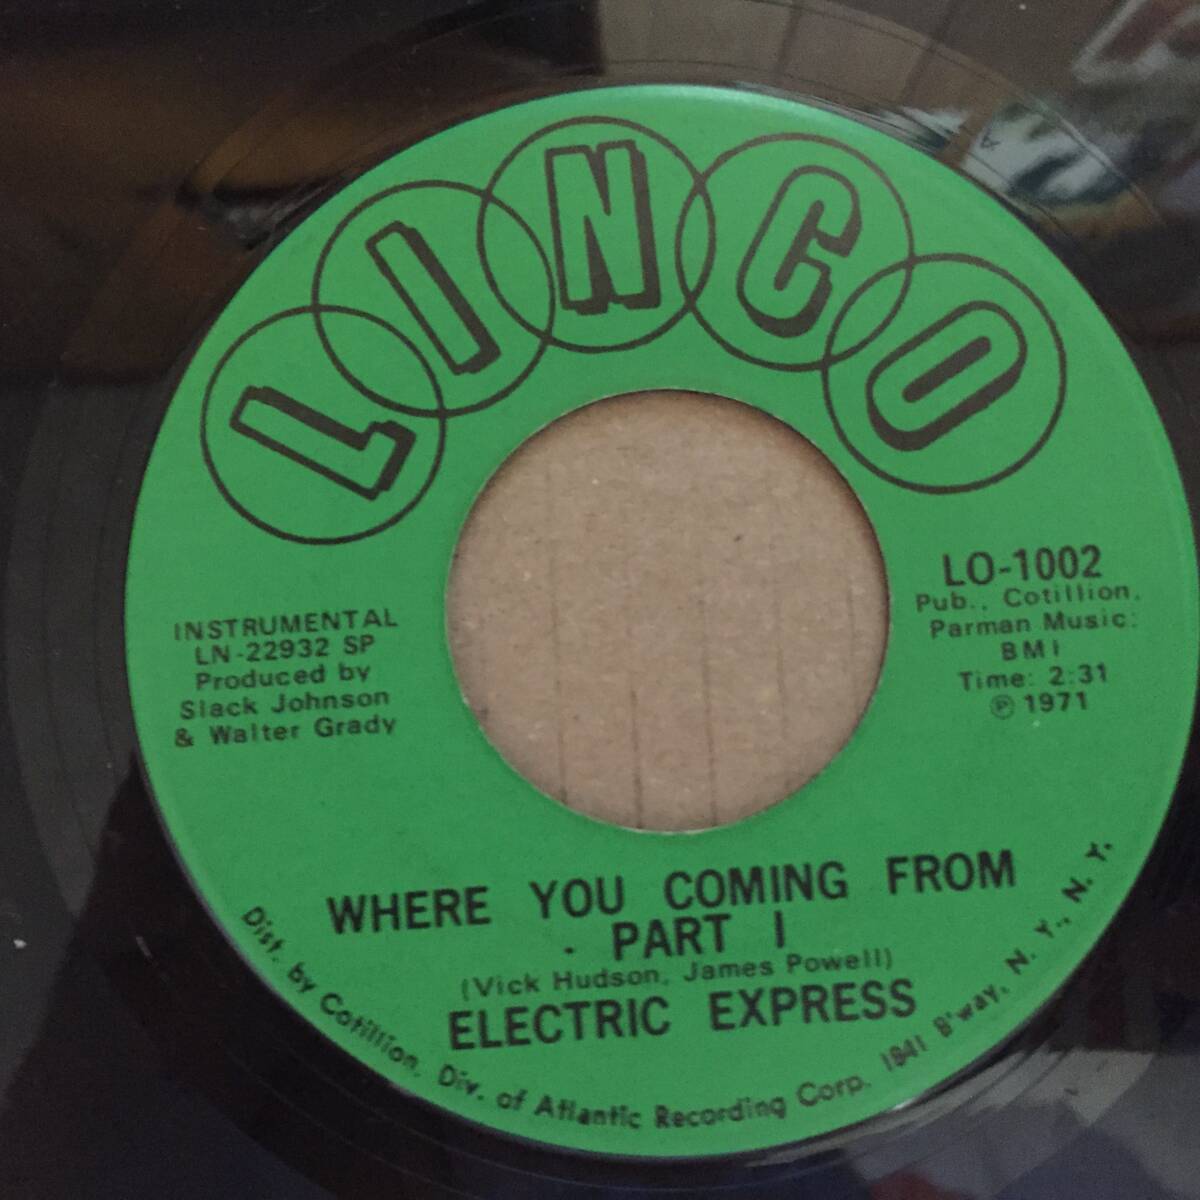 LINCO
INSTRUMENTAL
LN-22932 SP
Produced by
Slack Johnson
& Walter Grady
LO-1002
Pub., Cotillion,
Parman Music:
BMI
Time: 2:31
℗ 1971
WHERE YOU COMING FROM
PART I
(Vick Hudson, James Powell)
ELECTRIC EXPRESS
Dist. by Cotillion, Div. of Atlantic Recording Corp. 1841 B'way, N. Y., N. Y.